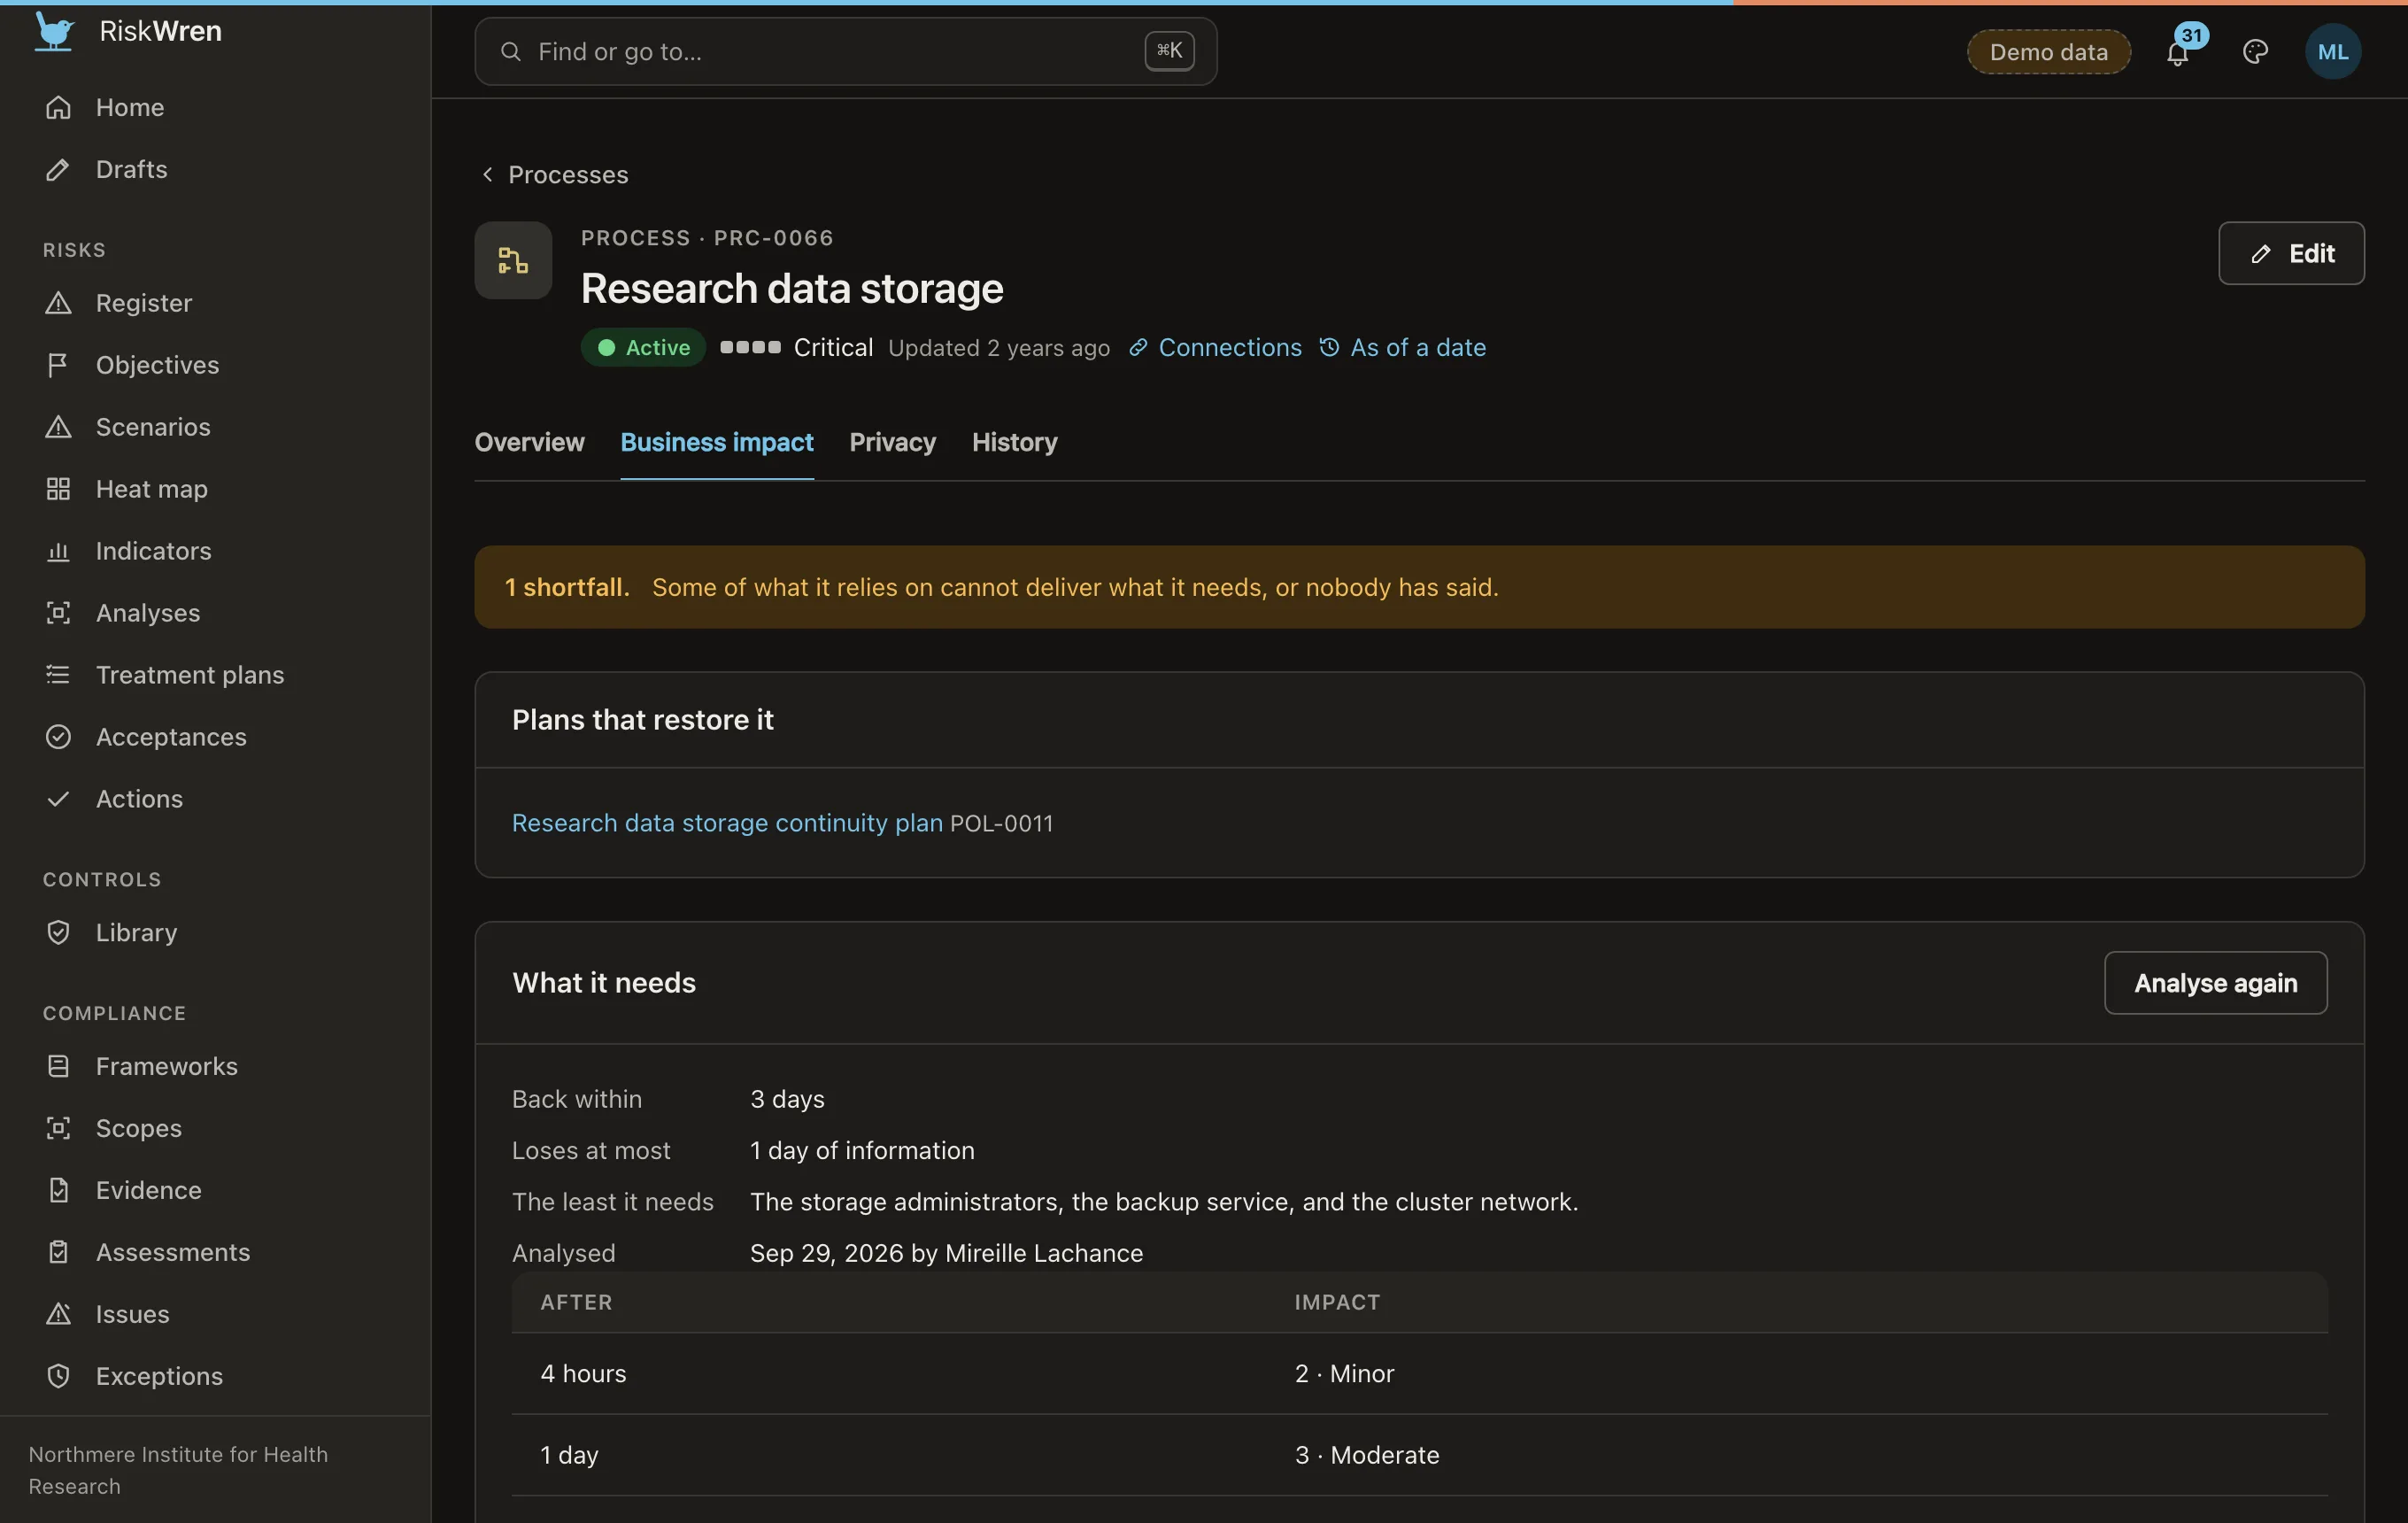 RiskWren
Find or go to...
⌘K
Demo data
31
ML
Home
Drafts
RISKS
Register
Objectives
Scenarios
Heat map
Indicators
Analyses
Treatment plans
Acceptances
Actions
CONTROLS
Library
COMPLIANCE
Frameworks
Scopes
Evidence
Assessments
Issues
Exceptions
Northmere Institute for Health
Research
Processes
PROCESS · PRC-0066
Research data storage
Edit
Active Critical Updated 2 years ago Connections As of a date
Overview Business impact Privacy History
1 shortfall. Some of what it relies on cannot deliver what it needs, or nobody has said.
Plans that restore it
Research data storage continuity plan POL-0011
What it needs
Analyse again
Back within 3 days
Loses at most 1 day of information
The least it needs The storage administrators, the backup service, and the cluster network.
Analysed Sep 29, 2026 by Mireille Lachance
AFTER IMPACT
4 hours 2 · Minor
1 day 3 · Moderate